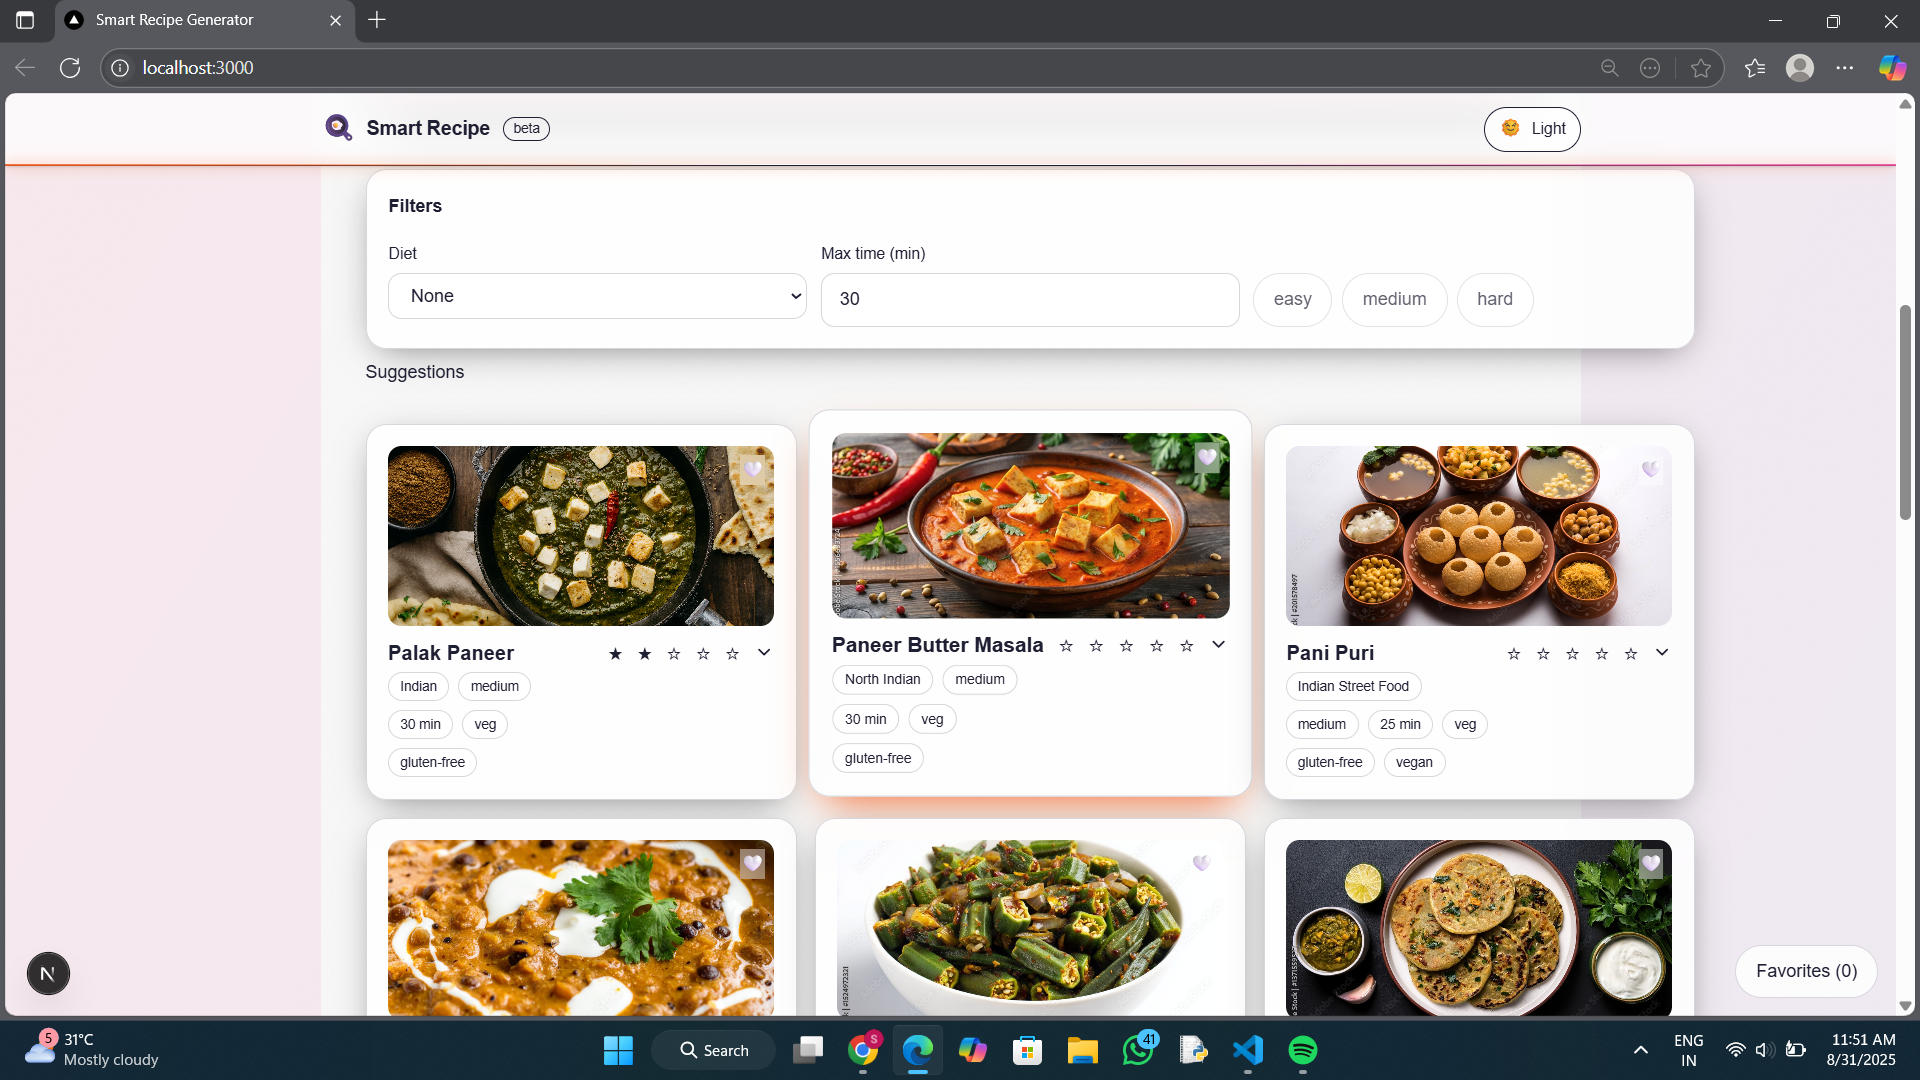 Smart Recipe Generator
localhost:3000
Smart Recipe beta
Light
Filters
Diet
Max time (min)
None
30
easy medium hard
Suggestions
Palak Paneer
Indian medium
30 min veg
gluten-free
Paneer Butter Masala
North Indian medium
30 min veg
gluten-free
Pani Puri
Indian Street Food
medium 25 min veg
gluten-free vegan
N
Favorites (0)
5
31°C
Mostly cloudy
Search
S
41
ENG
IN
11:51 AM
8/31/2025